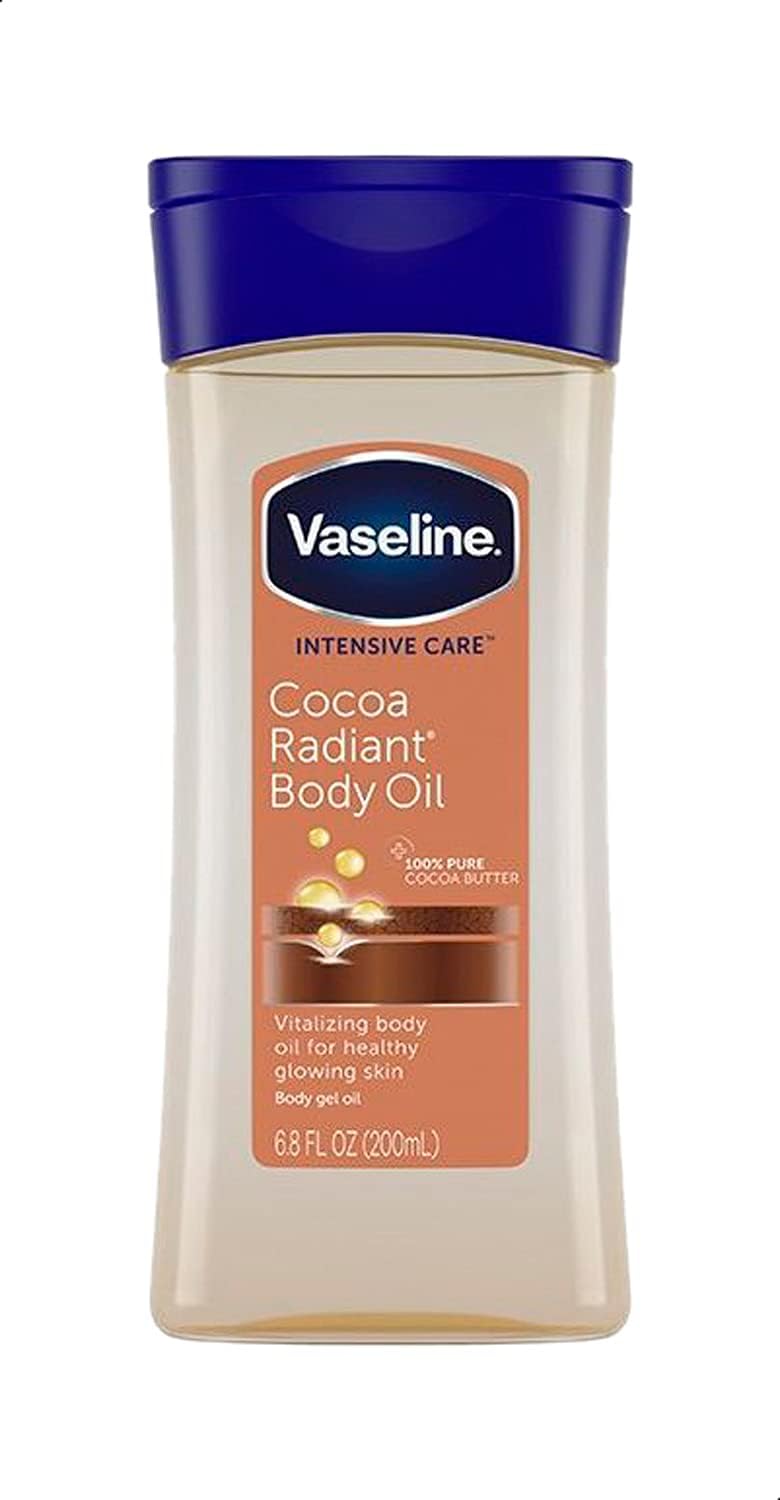 Vaseline.
INTENSIVE CARE™
Cocoa
Radiant®
Body Oil
100% PURE
COCOA BUTTER
Vitalizing body
oil for healthy
glowing skin
Body gel oil
6.8 FL OZ (200mL)